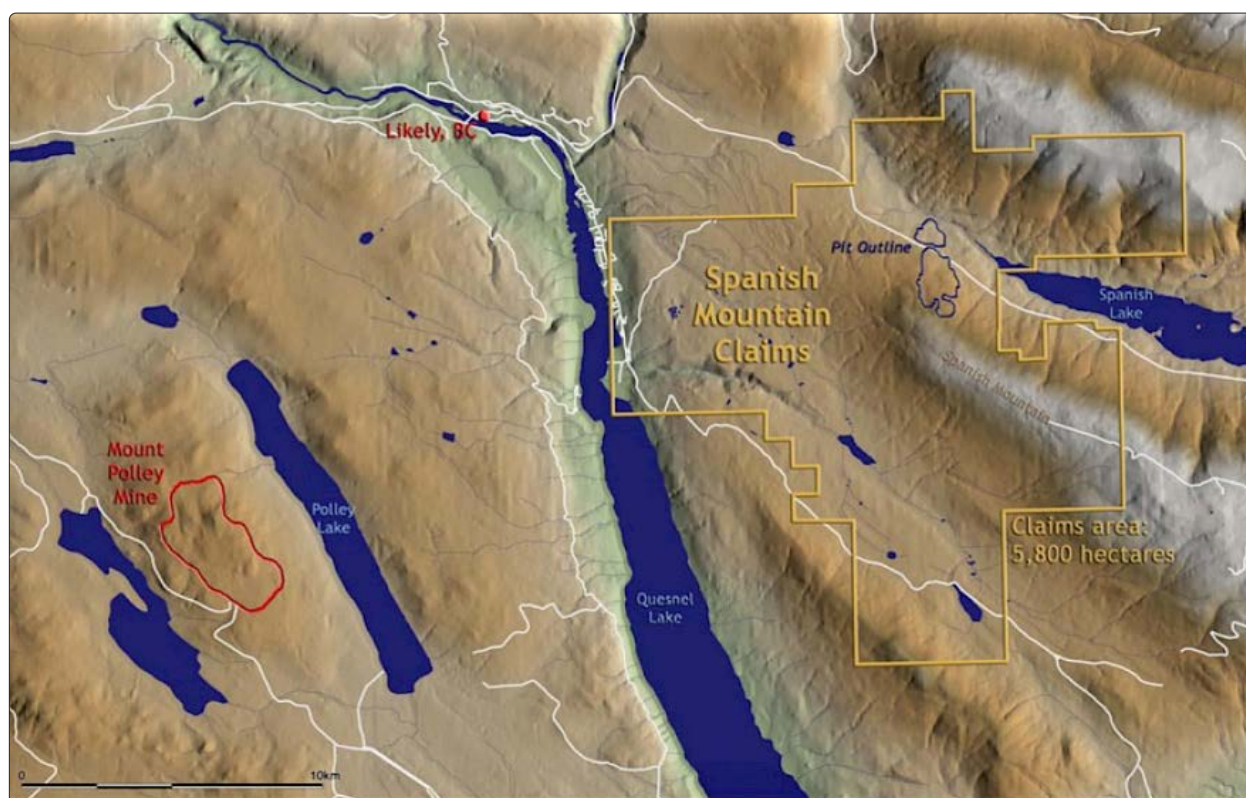 Likely, BC
Pit Outline
Spanish
Mountain
Claims
Spanish
Lake
Spanish Mountain
Mount
Polley
Mine
Polley
Lake
Claims area:
5,800 hectares
Quesnel
Lake
0
10km